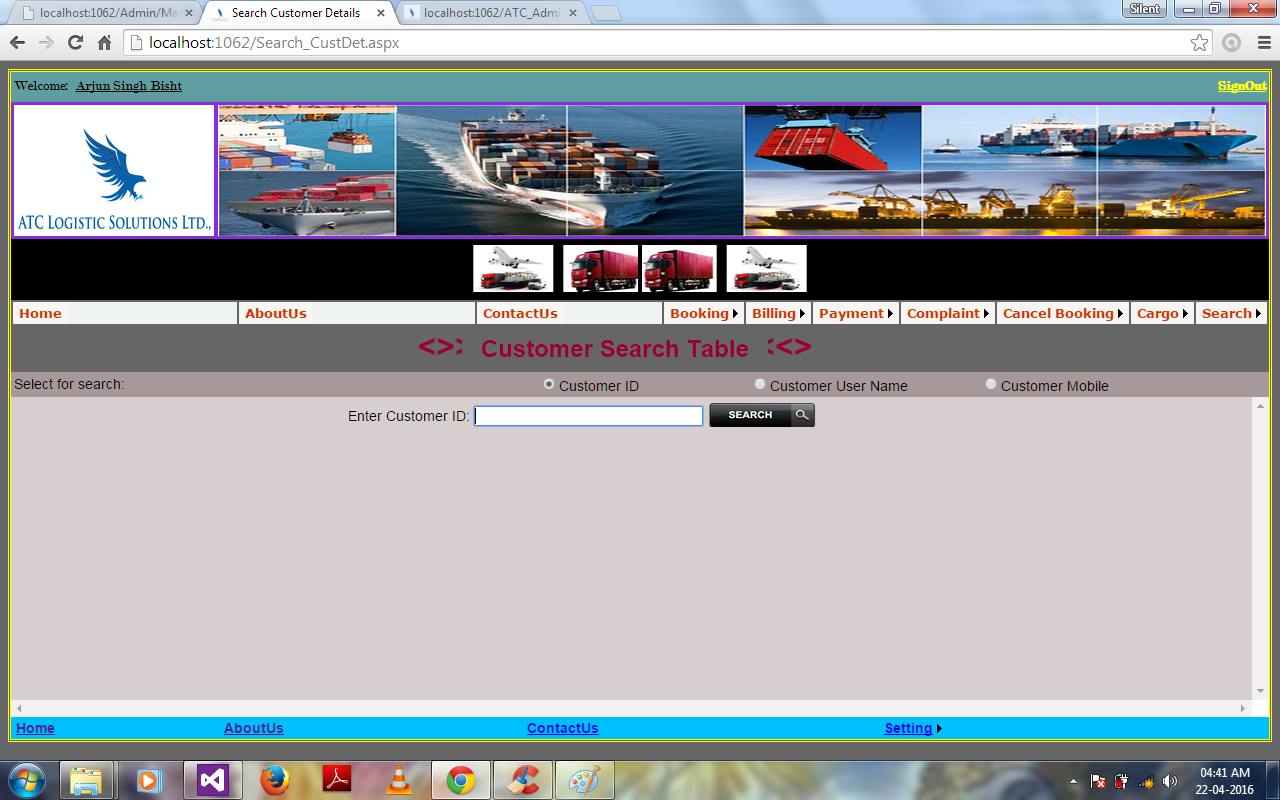 localhost:1062/Admin/Ma
Search Customer Details
localhost:1062/ATC_Admi
Silent
localhost:1062/Search_CustDet.aspx
Welcome: Arjun Singh Bisht
SignOut
ATC LOGISTIC SOLUTIONS LTD.,
Home AboutUs ContactUs Booking Billing Payment Complaint Cancel Booking Cargo Search
<>: Customer Search Table :<>
Select for search: Customer ID Customer User Name Customer Mobile
Enter Customer ID: SEARCH
Home AboutUs ContactUs Setting
04:41 AM
22-04-2016